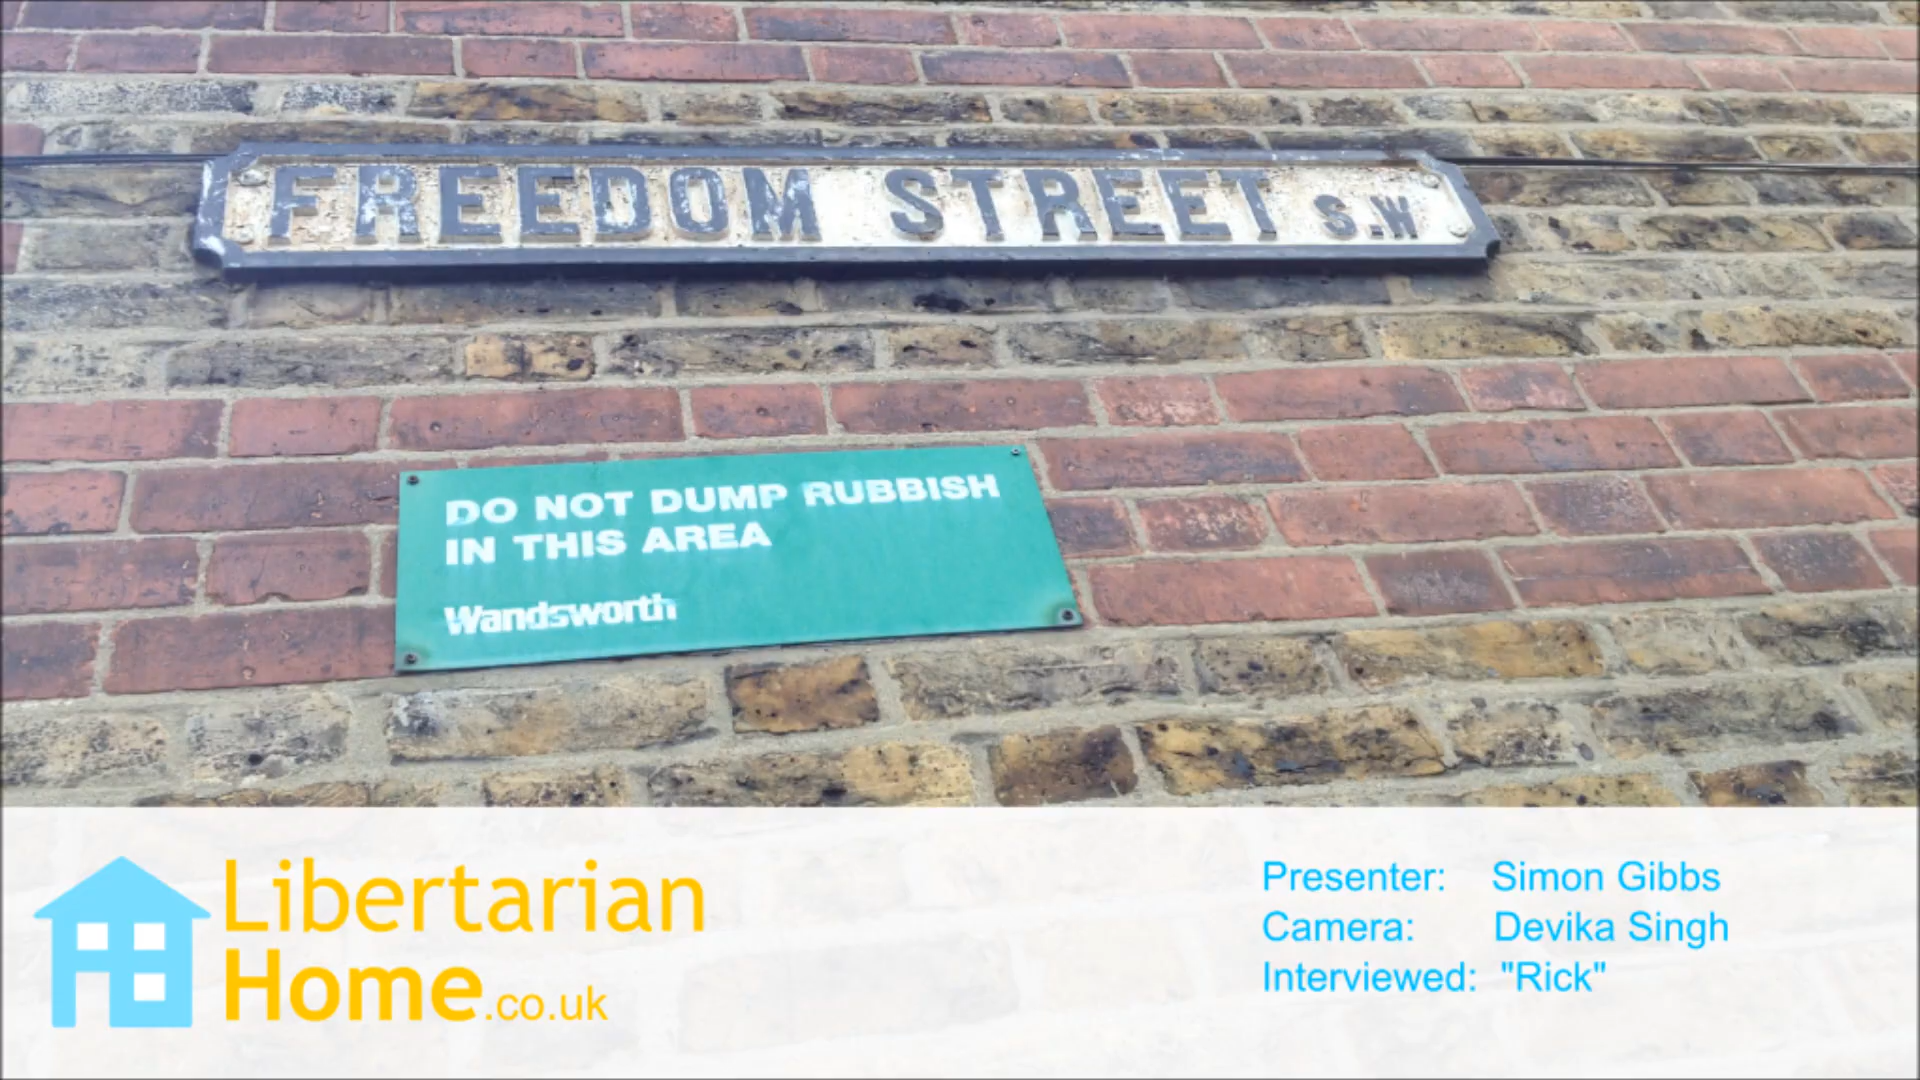 FREEDOM STREET S.W
DO NOT DUMP RUBBISH
IN THIS AREA
Wandsworth
Libertarian
Home.co.uk
Presenter: Simon Gibbs
Camera: Devika Singh
Interviewed: "Rick"